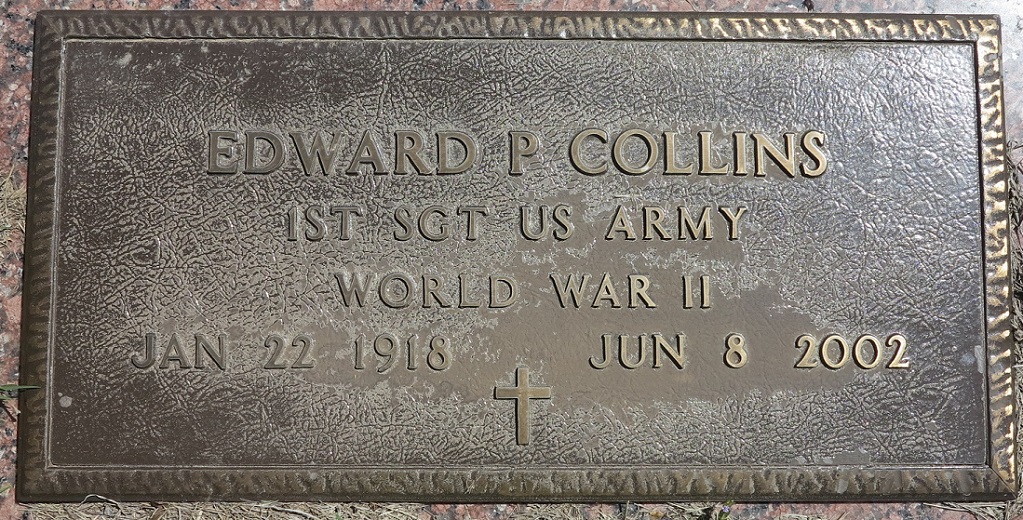 EDWARD P COLLINS
1ST SGT US ARMY
WORLD WAR II
JAN 22 1918 JUN 8 2002